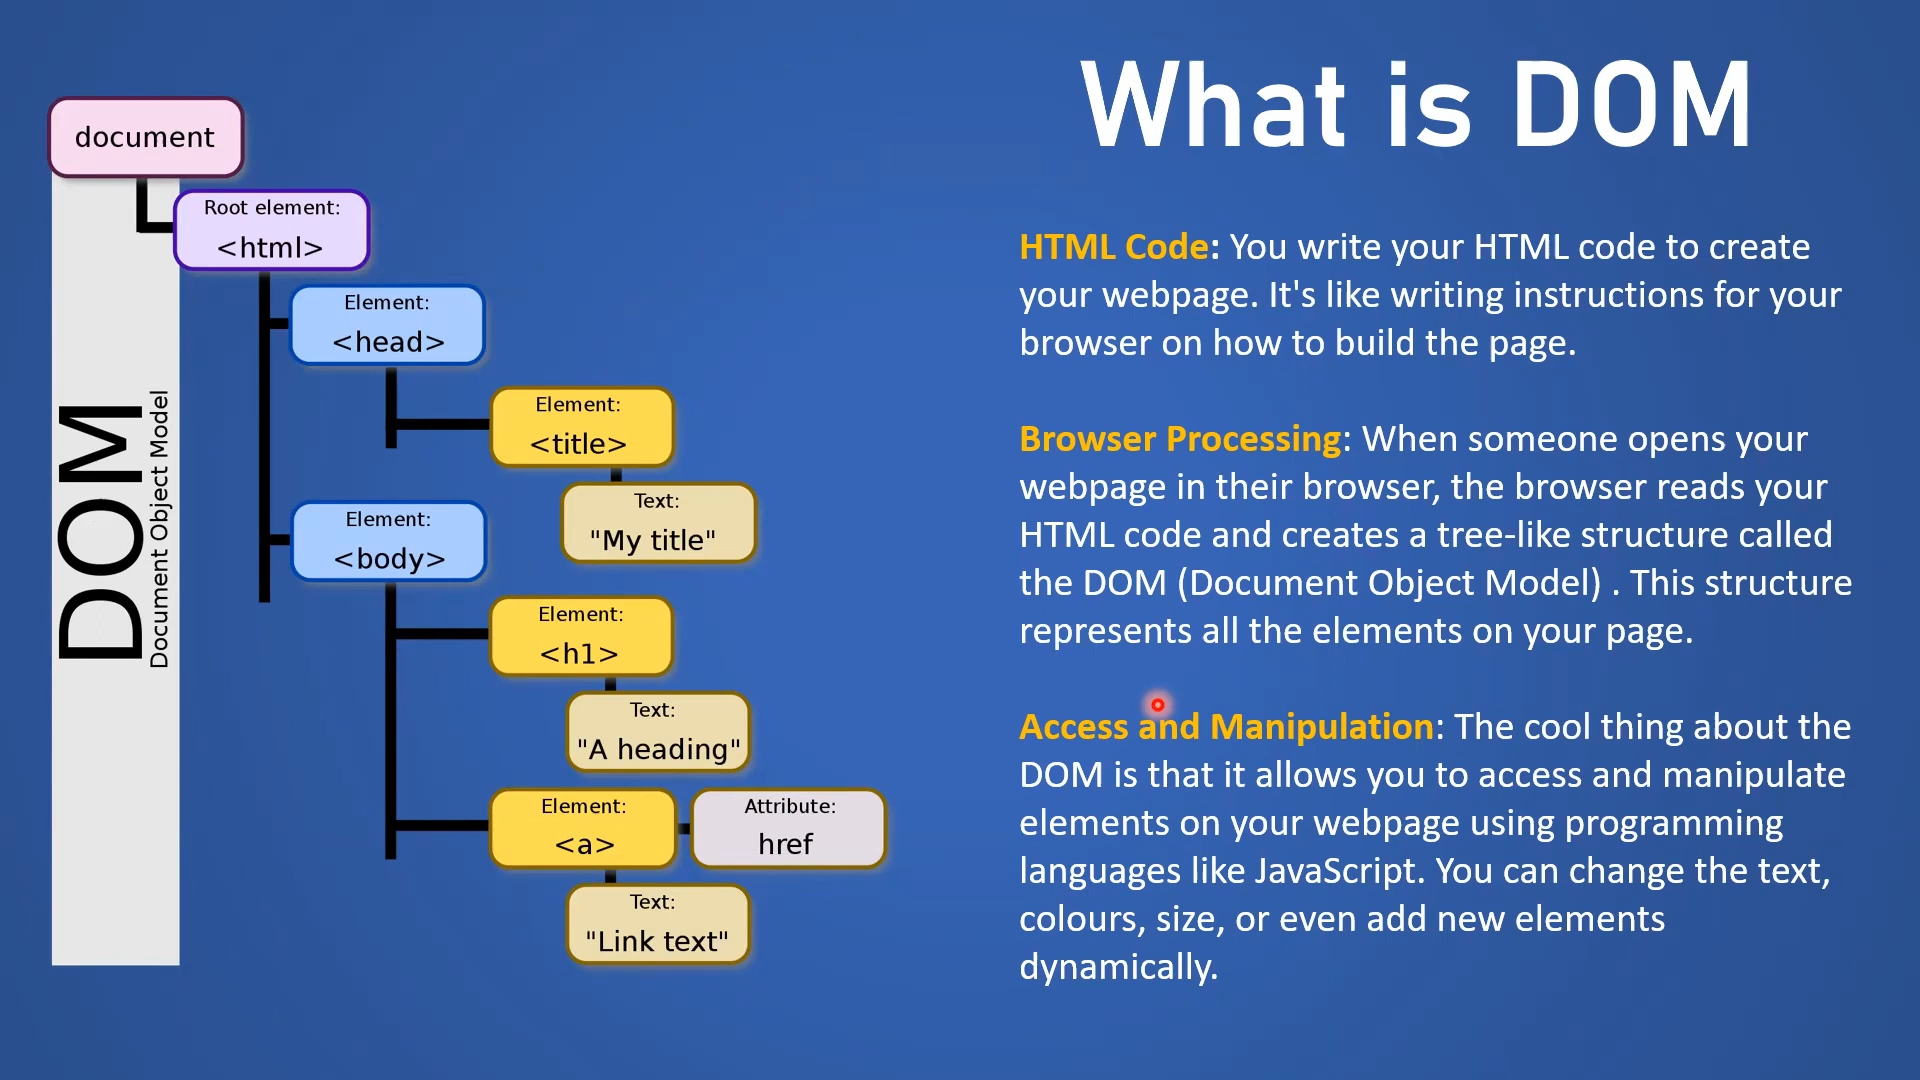 What is DOM
document
Root element:
<html>
Element:
<head>
Element:
<title>
Text:
"My title"
Element:
<body>
Element:
<h1>
Text:
"A heading"
Element:
<a>
Attribute:
href
Text:
"Link text"
DOM
Document Object Model
HTML Code: You write your HTML code to create
your webpage. It's like writing instructions for your
browser on how to build the page.
Browser Processing: When someone opens your
webpage in their browser, the browser reads your
HTML code and creates a tree-like structure called
the DOM (Document Object Model) . This structure
represents all the elements on your page.
Access and Manipulation: The cool thing about the
DOM is that it allows you to access and manipulate
elements on your webpage using programming
languages like JavaScript. You can change the text,
colours, size, or even add new elements
dynamically.